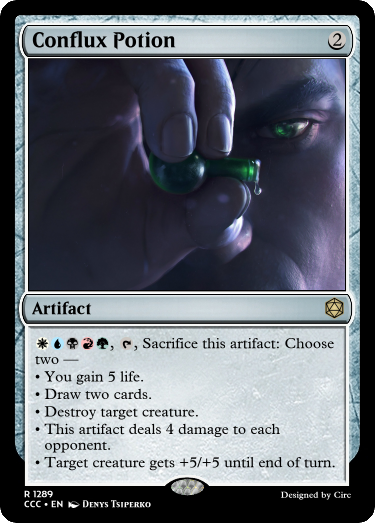 Conflux Potion 2
Artifact
, , Sacrifice this artifact: Choose
two —
• You gain 5 life.
• Draw two cards.
• Destroy target creature.
• This artifact deals 4 damage to each
opponent.
• Target creature gets +5/+5 until end of turn.
R 1289
CCC • EN DENYS TSIPERKO
Designed by Circ